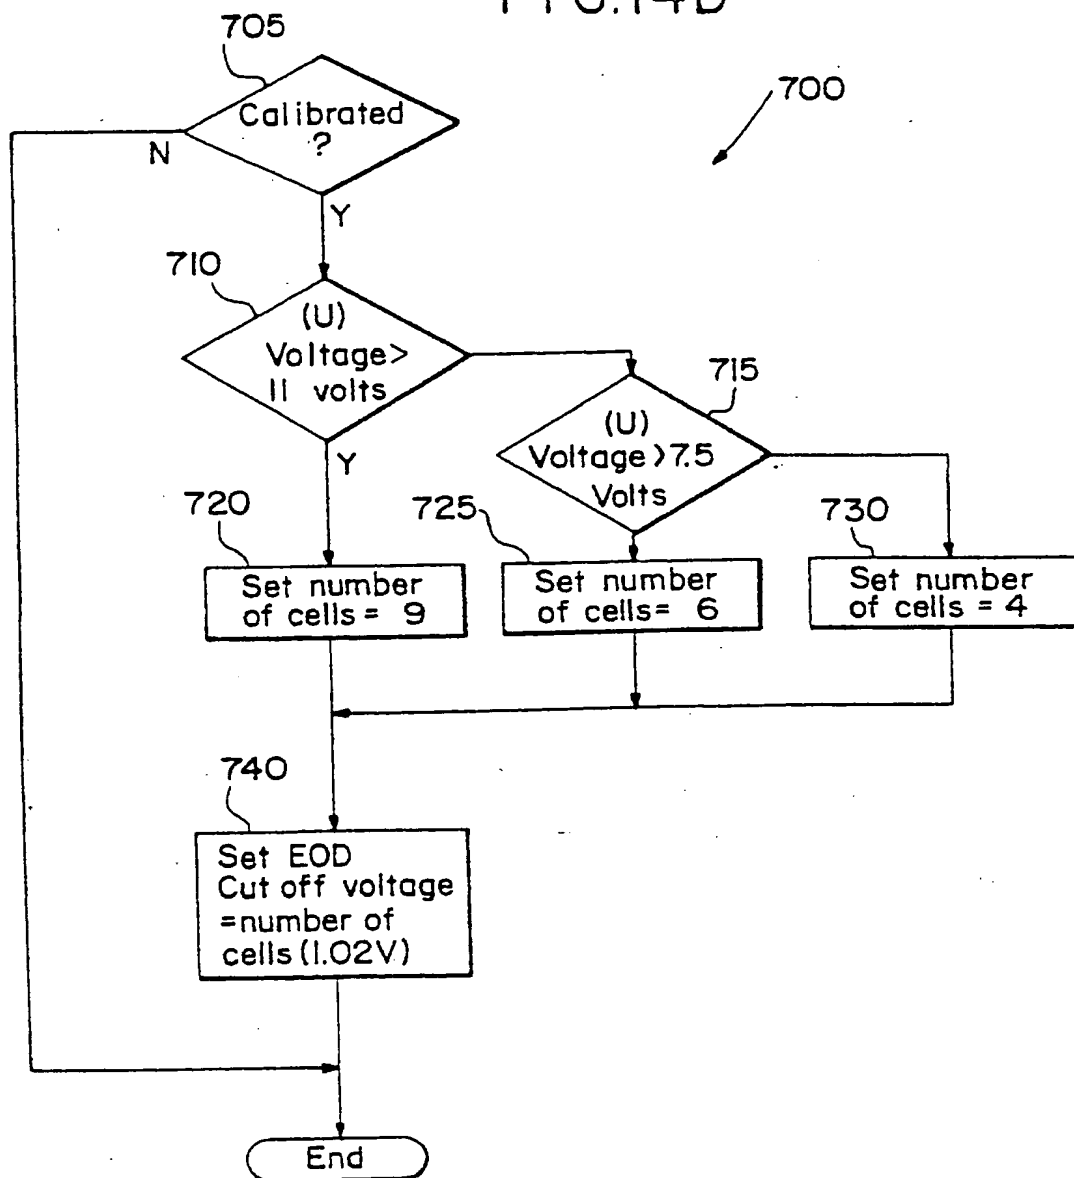 FIG.14D
705
Calibrated
?
700
N
Y
710
(U)
Voltage>
11 volts
715
(U)
Voltage>7.5
Volts
Y
720
725
730
Set number
of cells= 9
Set number
of cells= 6
Set number
of cells = 4
740
Set EOD
Cut off voltage
=number of
cells(1.02V)
End